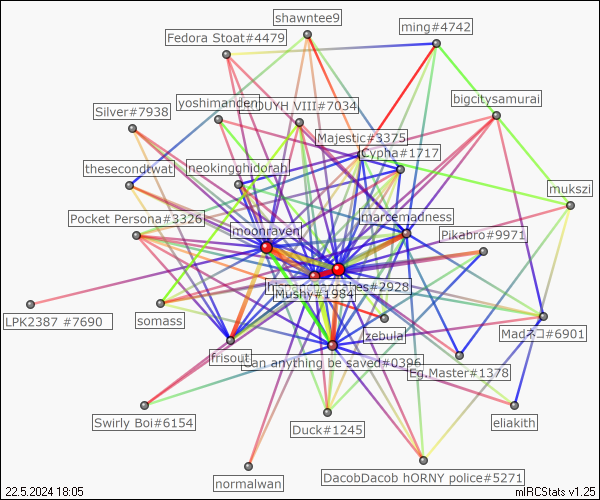 shawntee9
ming#4742
Fedora Stoat#4479
bigcitysamurai
yoshimanden
OUYH VIII#7034
Silver#7938
Majestic#3375
Cypha#1717
thesecondtwat
neokingghidorah
mukszi
Pocket Persona#3326
marcemadness
moonraven
Pikabro#9971
#2928
Mushy#1984
LPK2387 #7690
somass
zebula
Madネコ#6901
frisout
an anything be saved#0396
Eg.Master#1378
Swirly Boi#6154
Duck#1245
eliakith
normalwan
DacobDacob hORNY police#5271
22.5.2024 18:05
mIRCStats v1.25